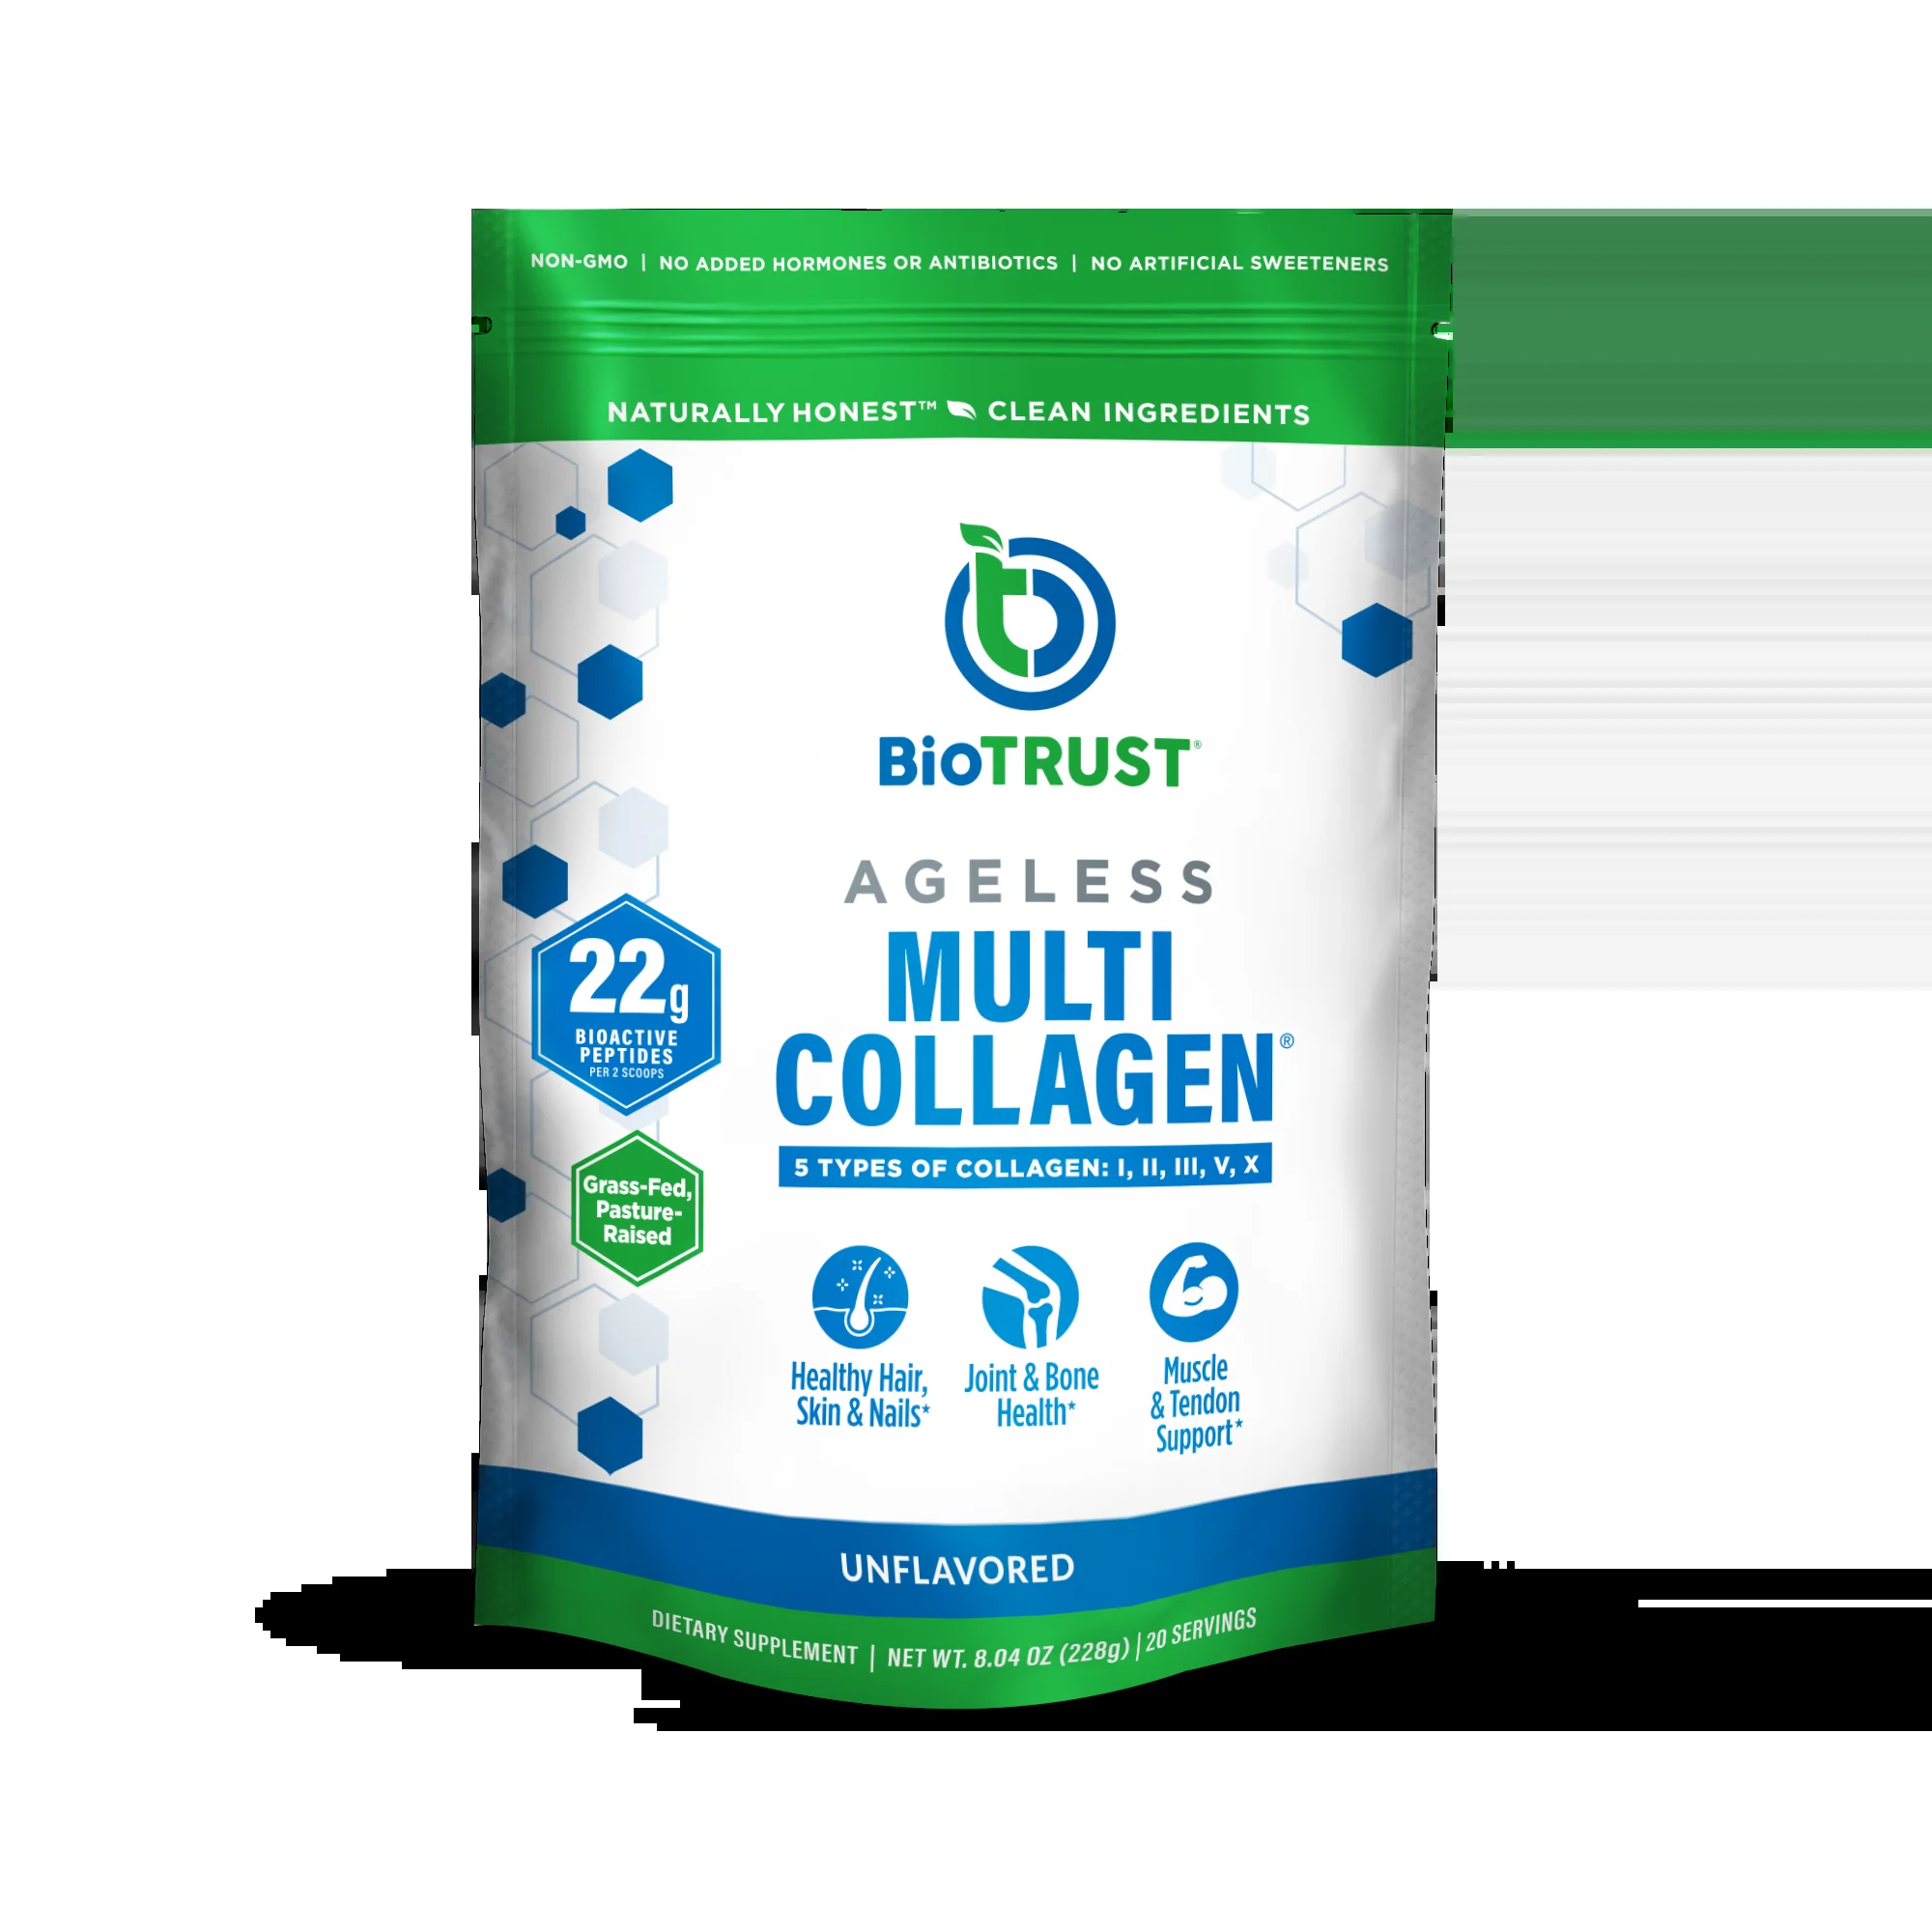 NON-GMO | NO ADDED HORMONES OR ANTIBIOTICS | NO ARTIFICIAL SWEETENERS
NATURALLY HONEST™ CLEAN INGREDIENTS
BioTRUST®
AGELESS
MULTI
COLLAGEN®
5 TYPES OF COLLAGEN: I, II, III, V, X
22g
BIOACTIVE
PEPTIDES
PER 2 SCOOPS
Grass-Fed,
Pasture-
Raised
Healthy Hair,
Skin & Nails*
Joint & Bone
Health*
Muscle
& Tendon
Support*
UNFLAVORED
DIETARY SUPPLEMENT | NET WT. 8.04 OZ (228g) | 20 SERVINGS